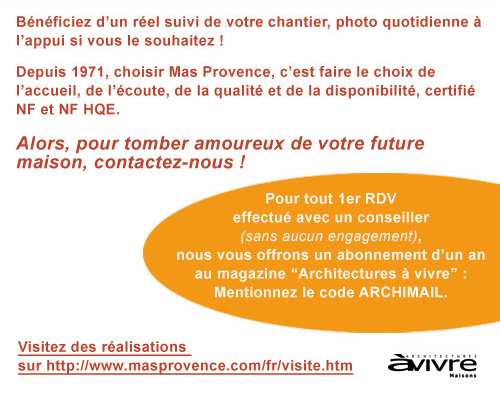 Bénéficiez d’un réel suivi de votre chantier, photo quotidienne à
l’appui si vous le souhaitez !
Depuis 1971, choisir Mas Provence, c’est faire le choix de
l’accueil, de l’écoute, de la qualité et de la disponibilité, certifié
NF et NF HQE.
Alors, pour tomber amoureux de votre future
maison, contactez-nous !
Pour tout 1er RDV
effectué avec un conseiller
(sans aucun engagement),
nous vous offrons un abonnement d’un an
au magazine “Architectures à vivre” :
Mentionnez le code ARCHIMAIL.
Visitez des réalisations
sur http://www.masprovence.com/fr/visite.htm
ARCHITECTURES
àvivre
Maisons